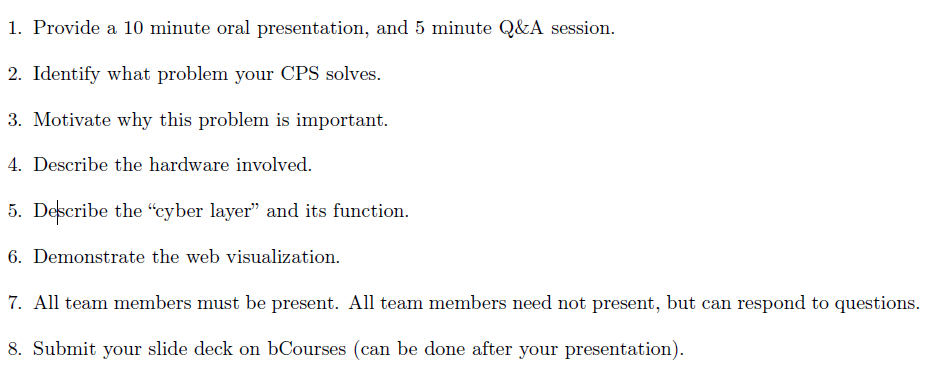 1. Provide a 10 minute oral presentation, and 5 minute Q&A session.
2. Identify what problem your CPS solves.
3. Motivate why this problem is important.
4. Describe the hardware involved.
5. Describe the “cyber layer” and its function.
6. Demonstrate the web visualization.
7. All team members must be present. All team members need not present, but can respond to questions.
8. Submit your slide deck on bCourses (can be done after your presentation).